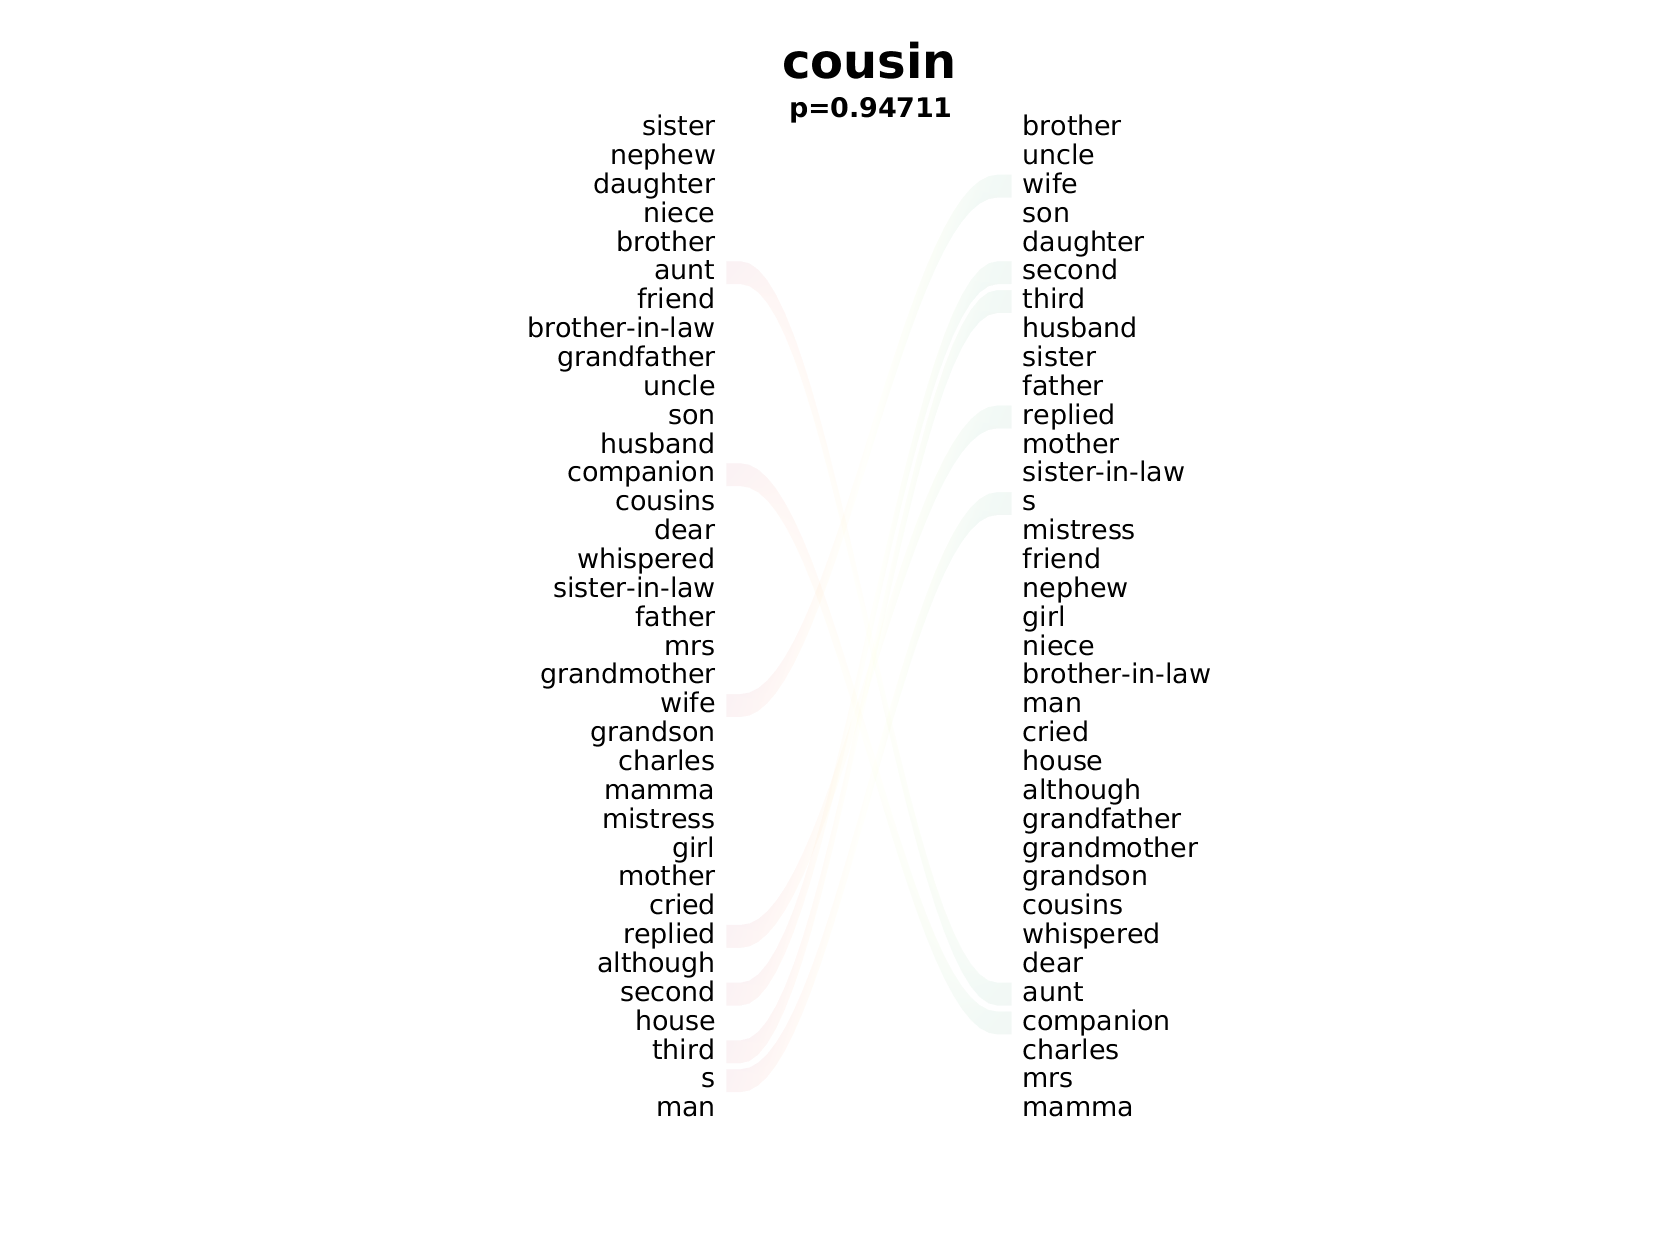 cousin
p=0.94711
sister
nephew
daughter
niece
brother
aunt
friend
brother-in-law
grandfather
uncle
son
husband
companion
cousins
dear
whispered
sister-in-law
father
mrs
grandmother
wife
grandson
charles
mamma
mistress
girl
mother
cried
replied
although
second
house
third
s
man
brother
uncle
wife
son
daughter
second
third
husband
sister
father
replied
mother
sister-in-law
s
mistress
friend
nephew
girl
niece
brother-in-law
man
cried
house
although
grandfather
grandmother
grandson
cousins
whispered
dear
aunt
companion
charles
mrs
mamma